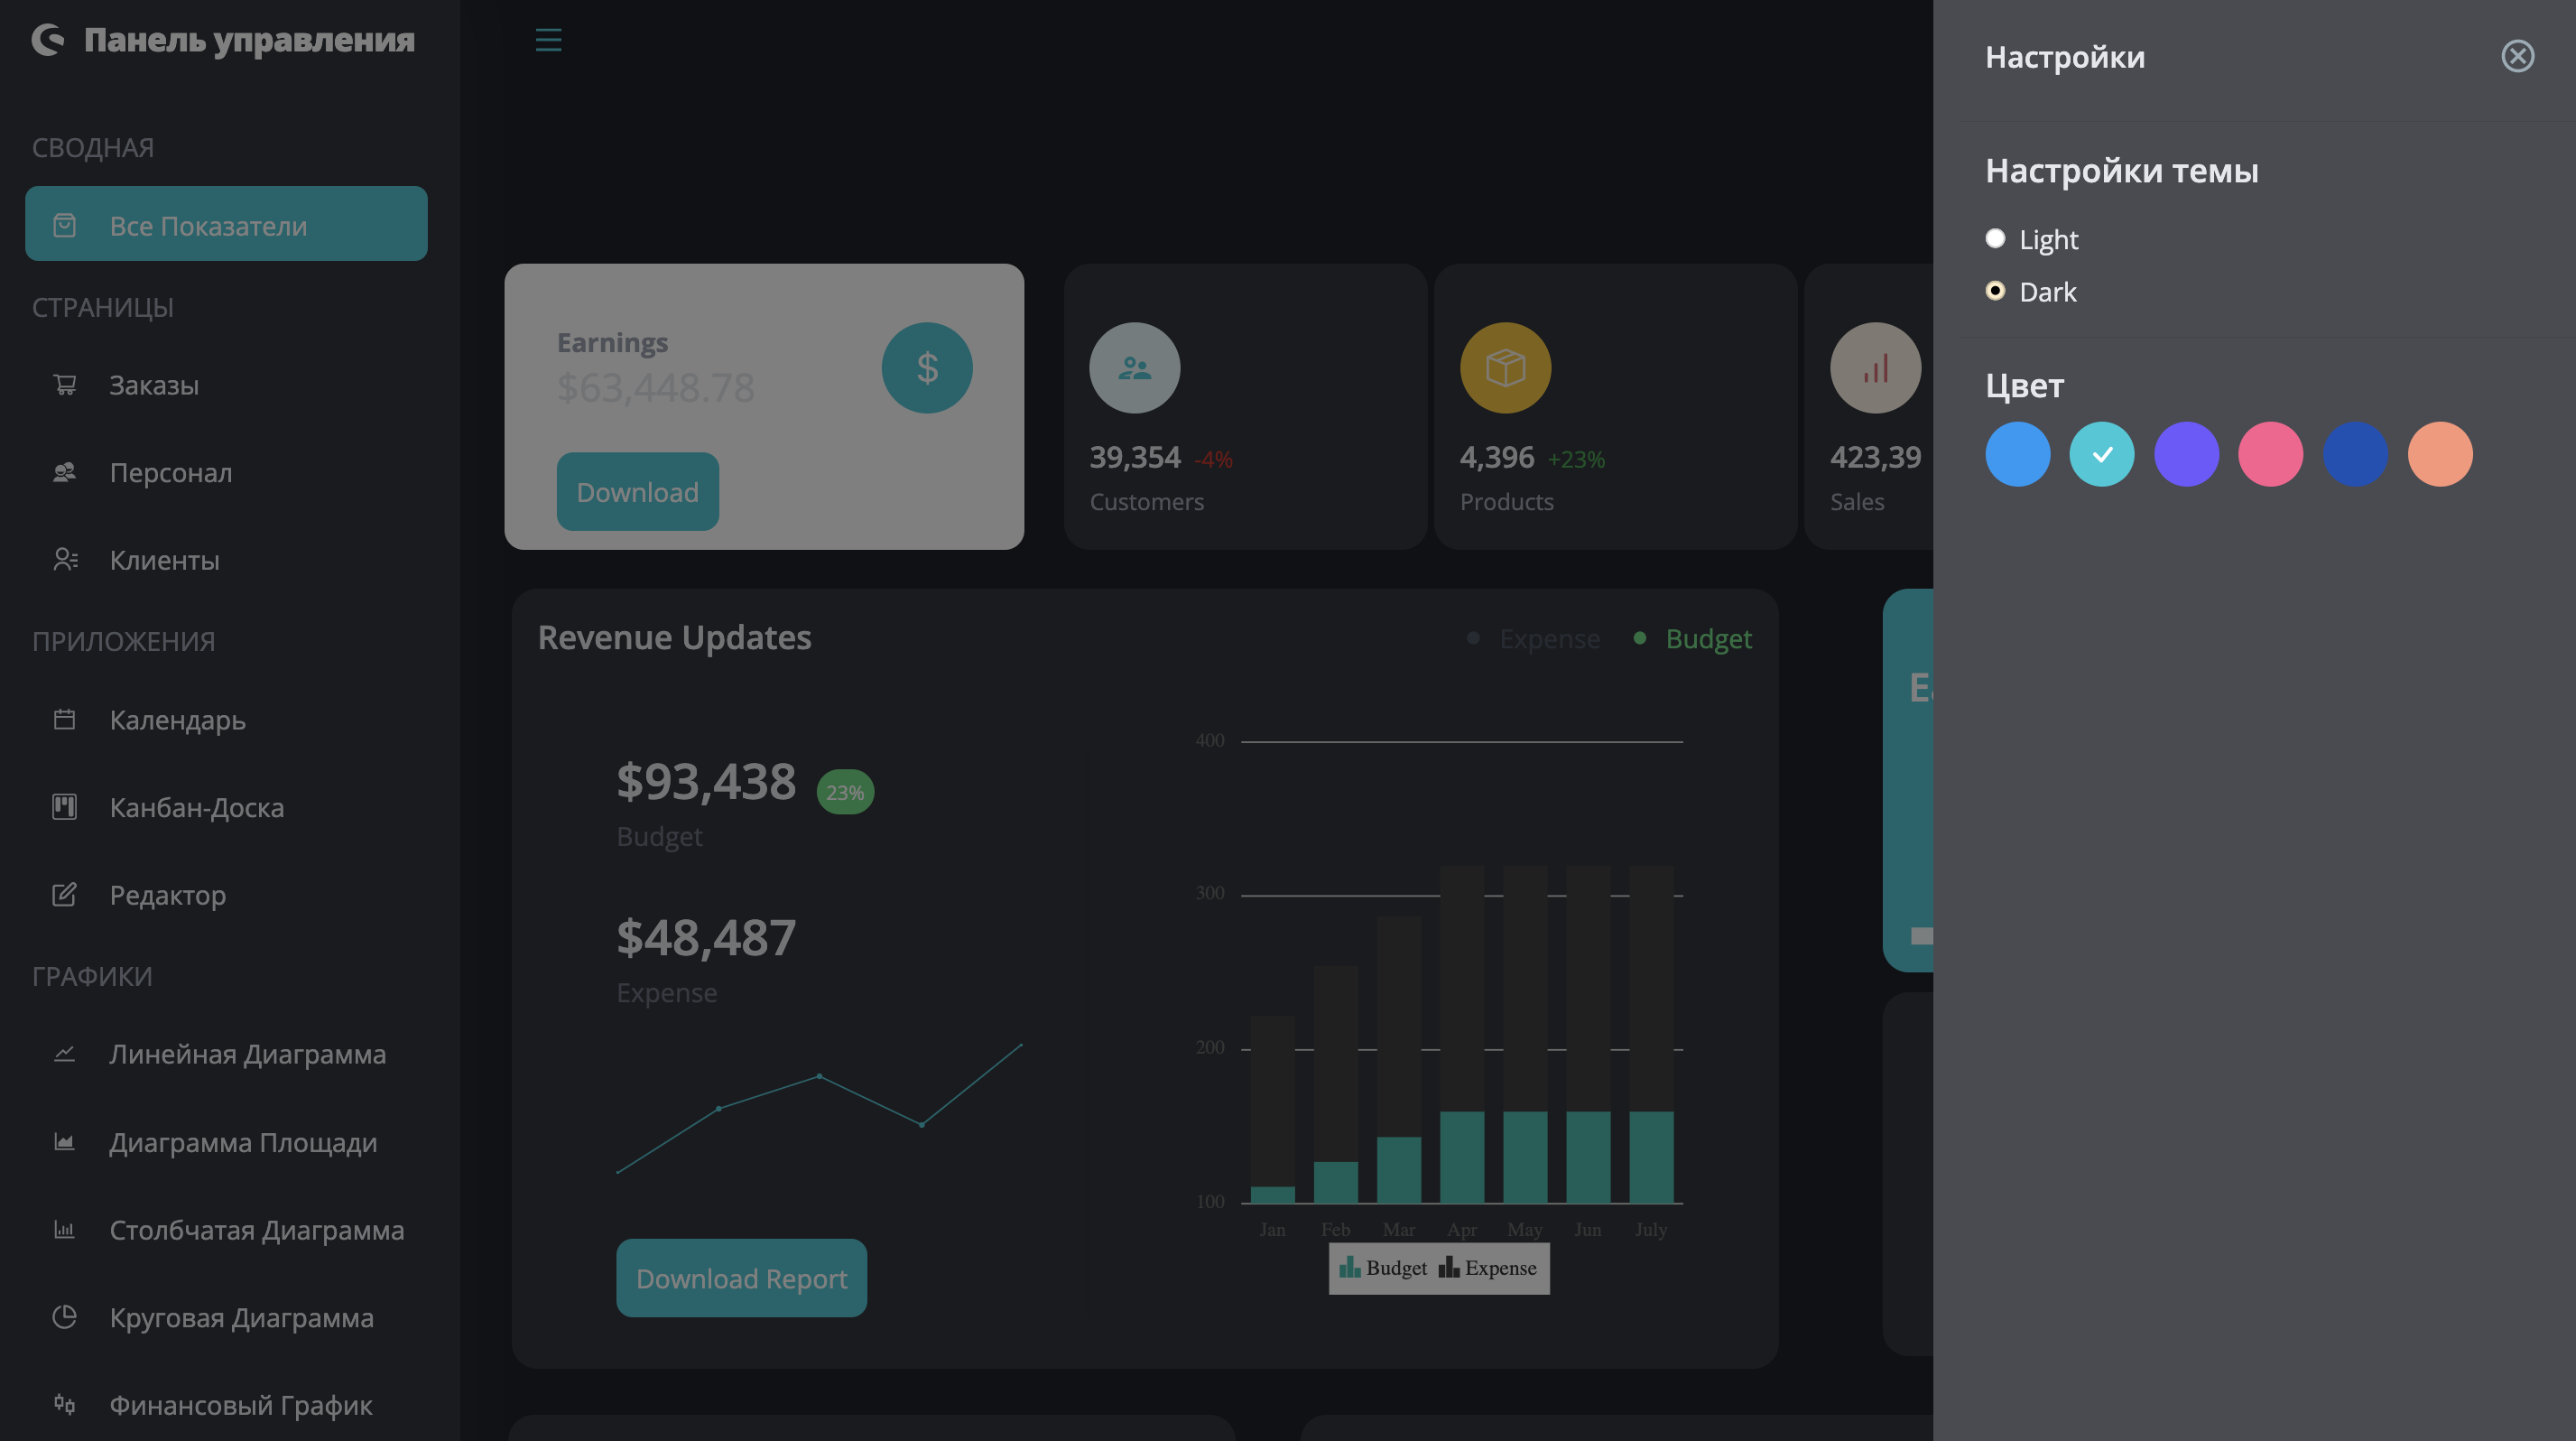 Панель управления
СВОДНАЯ
Все Показатели
СТРАНИЦЫ
Заказы
Персонал
Клиенты
ПРИЛОЖЕНИЯ
Календарь
Канбан-Доска
Редактор
ГРАФИКИ
Линейная Диаграмма
Диаграмма Площади
Столбчатая Диаграмма
Круговая Диаграмма
Финансовый График
Earnings
$63,448.78
$
Download
39,354 -4%
Customers
4,396 +23%
Products
423,39
Sales
Revenue Updates
Expense
Budget
$93,438 23%
Budget
$48,487
Expense
Download Report
400
300
200
100
Jan Feb Mar Apr May Jun July
Budget Expense
Настройки
Настройки темы
Light
Dark
Цвет